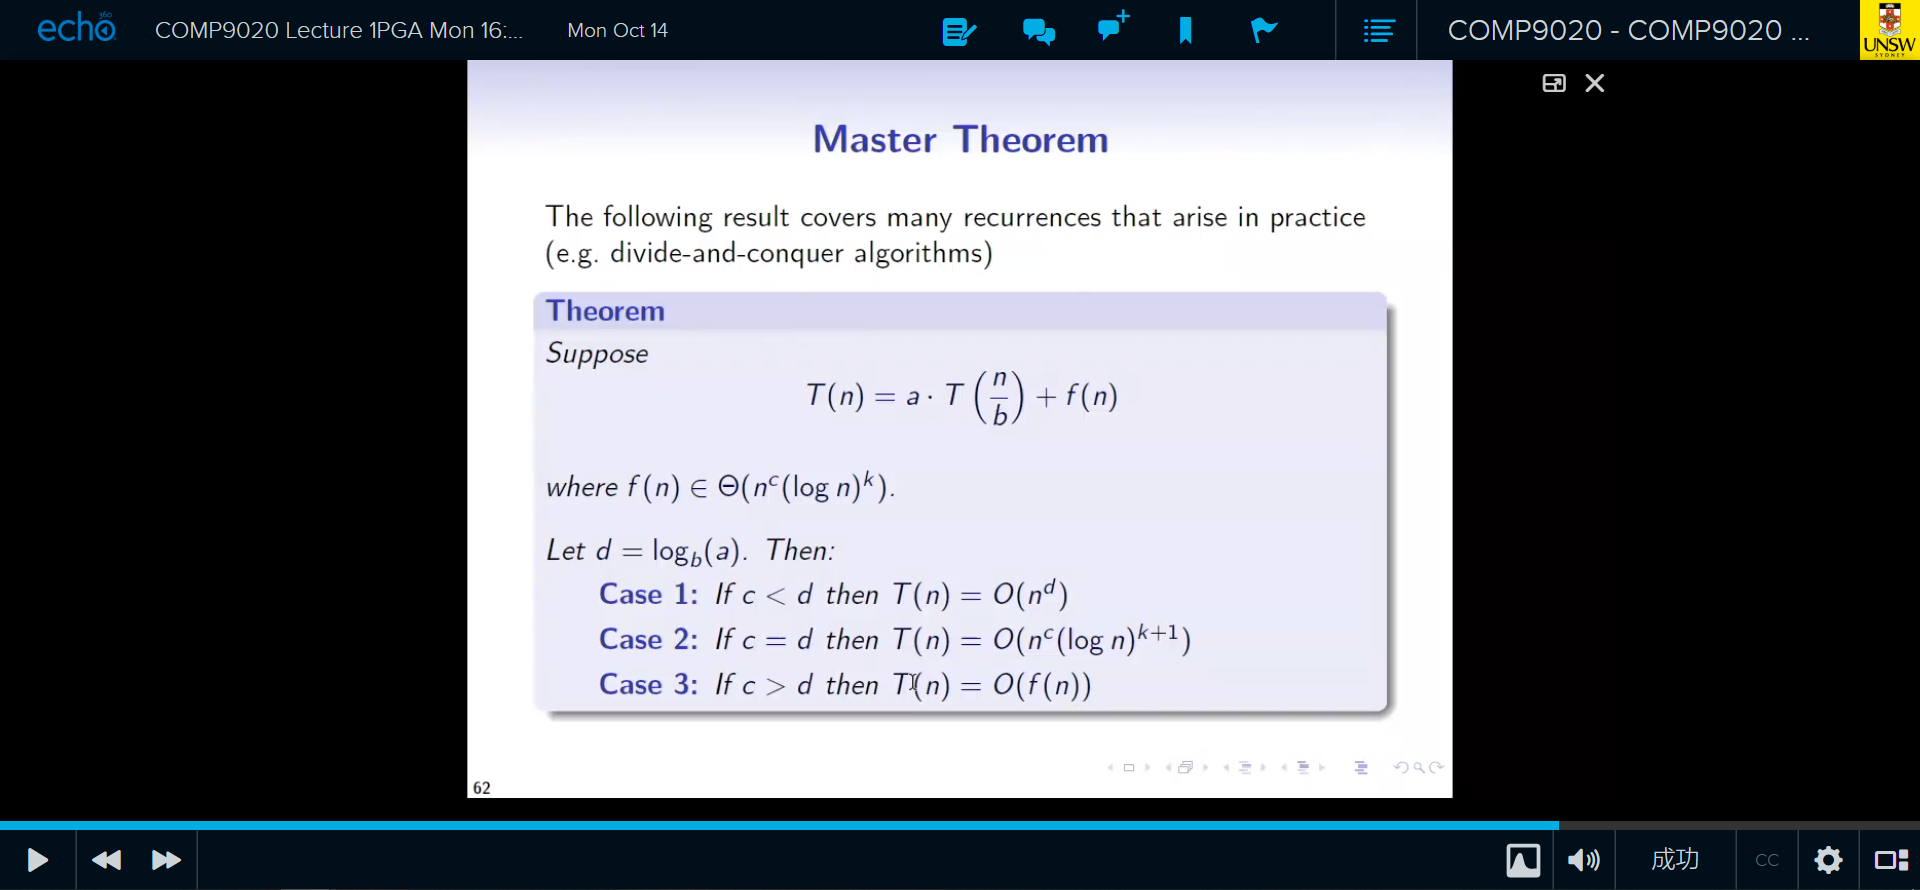 echo360
COMP9020 Lecture 1PGA Mon 16:...
Mon Oct 14
COMP9020 - COMP9020 ...
UNSW
SYDNEY
Master Theorem
The following result covers many recurrences that arise in practice
(e.g. divide-and-conquer algorithms)
Theorem
Suppose
T(n) = a · T(n/b) + f(n)
where f(n) ∈ Θ(n^c(log n)^k).
Let d = log_b(a). Then:
Case 1: If c < d then T(n) = O(n^d)
Case 2: If c = d then T(n) = O(n^c(log n)^{k+1})
Case 3: If c > d then T(n) = O(f(n))
62
成功
CC